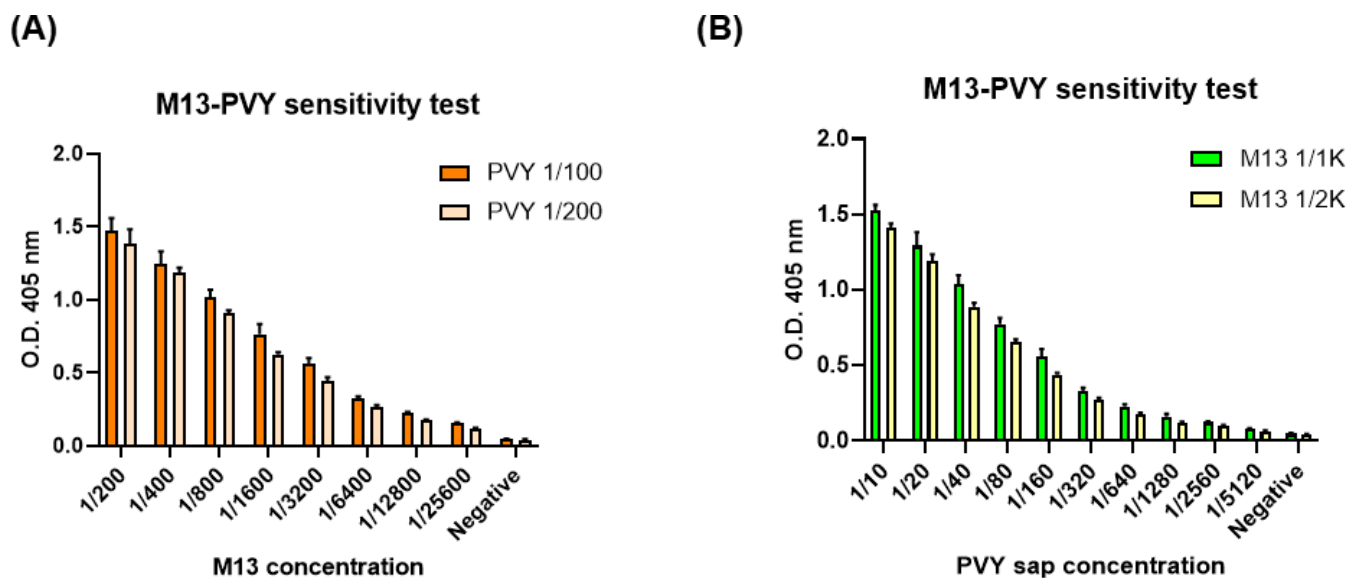 (A)
M13-PVY sensitivity test
PVY 1/100
PVY 1/200
O.D. 405 nm
2.0
1.5
1.0
0.5
0.0
1/200
1/400
1/800
1/1600
1/3200
1/6400
1/12800
1/25600
Negative
M13 concentration
(B)
M13-PVY sensitivity test
M13 1/1K
M13 1/2K
O.D. 405 nm
2.0
1.5
1.0
0.5
0.0
1/10
1/20
1/40
1/80
1/160
1/320
1/640
1/1280
1/2560
1/5120
Negative
PVY sap concentration